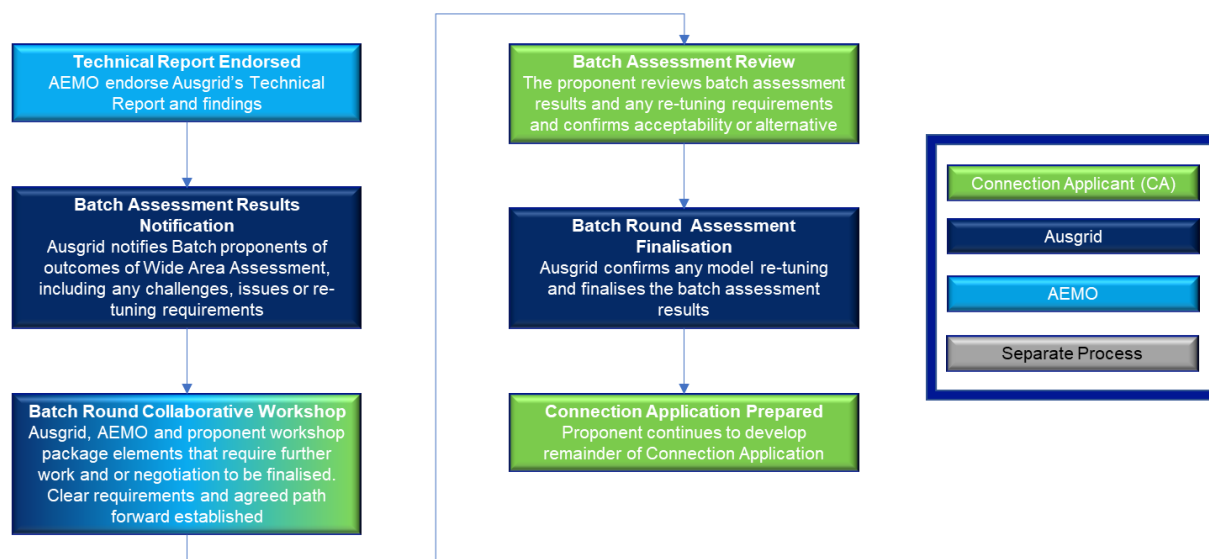 Technical Report Endorsed
AEMO endorse Ausgrid's Technical
Report and findings
Batch Assessment Results
Notification
Ausgrid notifies Batch proponents of
outcomes of Wide Area Assessment,
including any challenges, issues or re-
tuning requirements
Batch Round Collaborative Workshop
Ausgrid, AEMO and proponent workshop
package elements that require further
work and or negotiation to be finalised.
Clear requirements and agreed path
forward established
Batch Assessment Review
The proponent reviews batch assessment
results and any re-tuning requirements
and confirms acceptability or alternative
Batch Round  Assessment
Finalisation
Ausgrid confirms any model re-tuning
and finalises the batch assessment
results
Connection Application Prepared
Proponent continues to develop
remainder of Connection Application
Connection Applicant (CA)
Ausgrid
AEMO
Separate Process